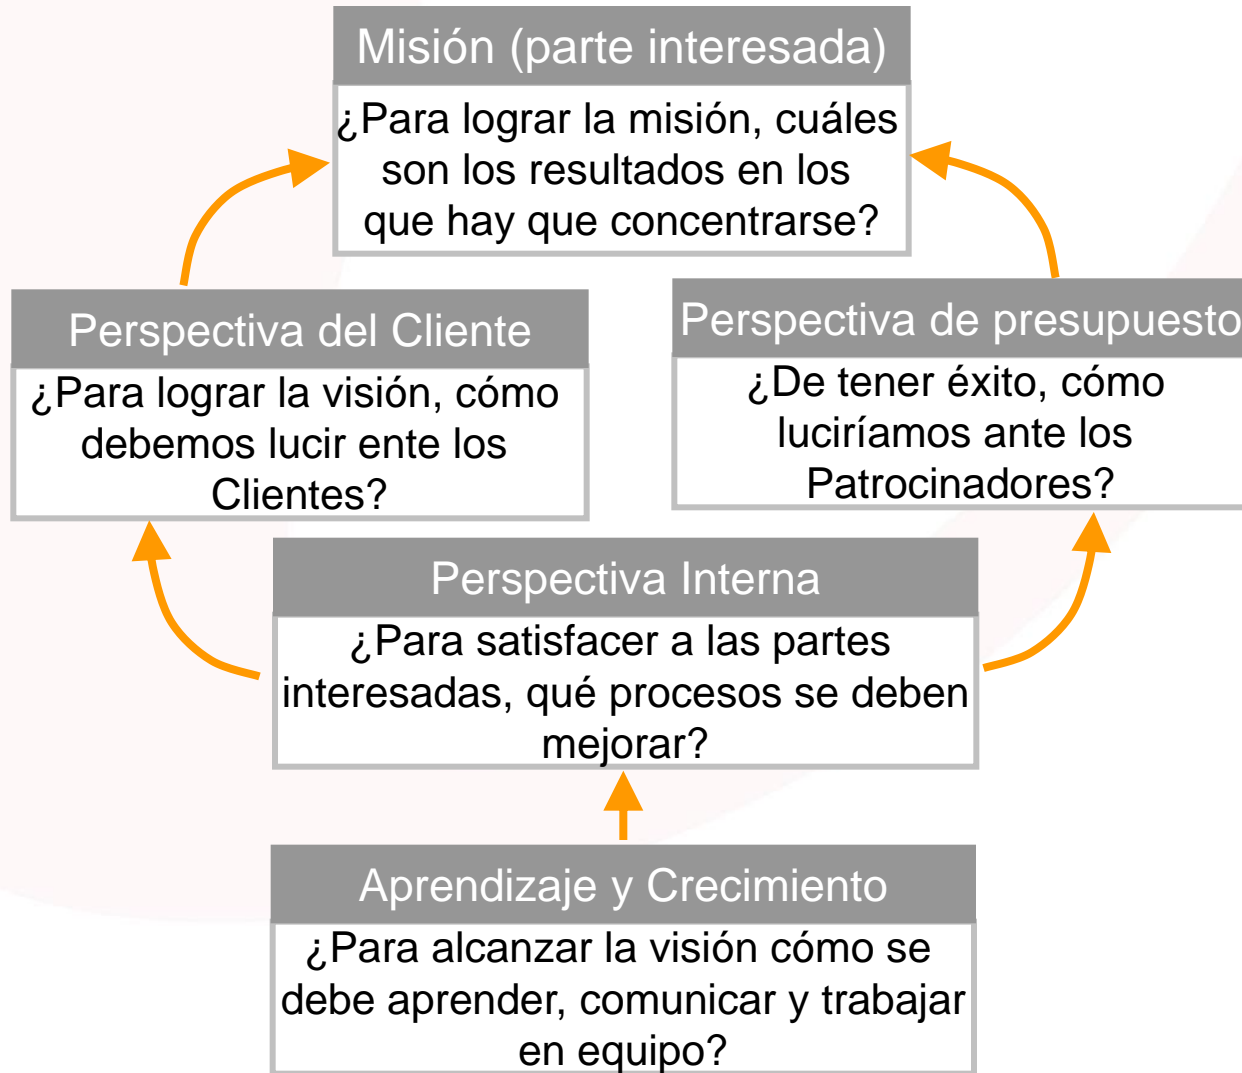 Misión (parte interesada)
¿Para lograr la misión, cuáles
son los resultados en los
que hay que concentrarse?
Perspectiva del Cliente
¿Para lograr la visión, cómo
debemos lucir ente los
Clientes?
Perspectiva de presupuesto
¿De tener éxito, cómo
luciríamos ante los
Patrocinadores?
Perspectiva Interna
¿Para satisfacer a las partes
interesadas, qué procesos se deben
mejorar?
Aprendizaje y Crecimiento
¿Para alcanzar la visión cómo se
debe aprender, comunicar y trabajar
en equipo?